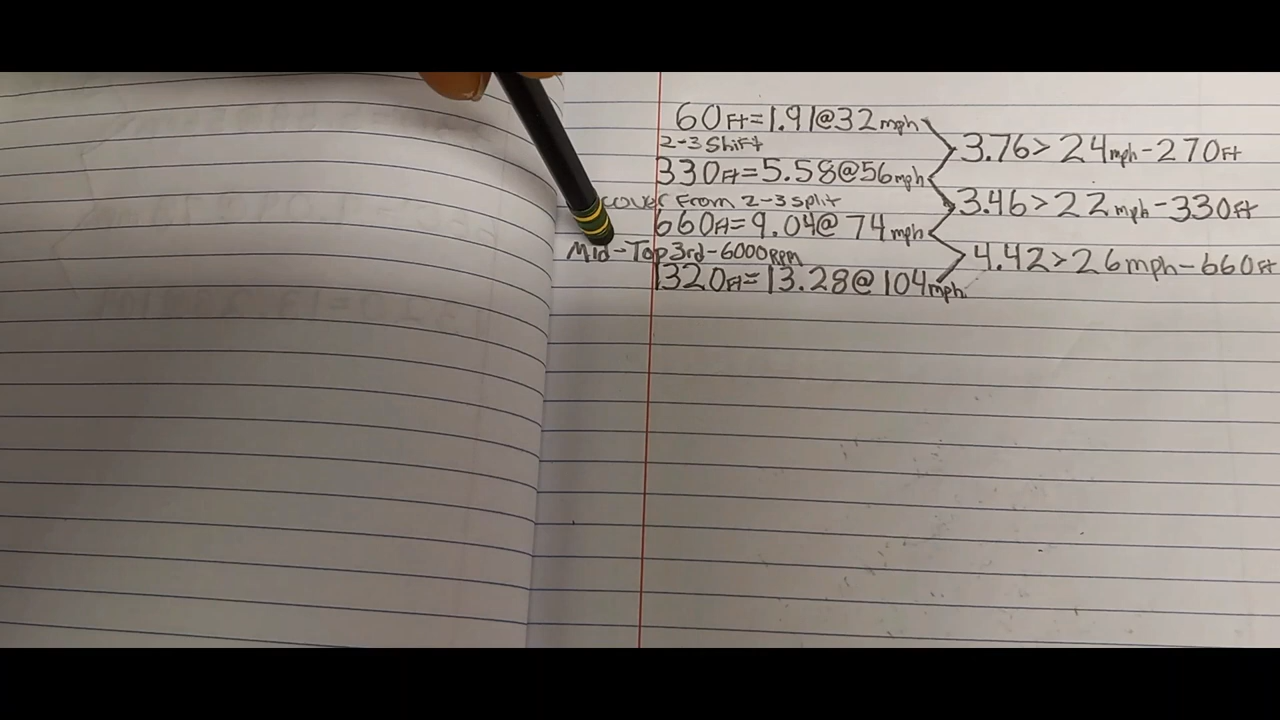 60Ft=1.91@32mph
3.76>24mph-270Ft
2-3 Shift
330Ft=5.58@56mph
3.46>22mph-330Ft
From 2-3 Split
660Ft=9.04@74mph
4.42>26mph-660Ft
Mid-Top 3rd-6000RPM
1320Ft=13.28@104mph